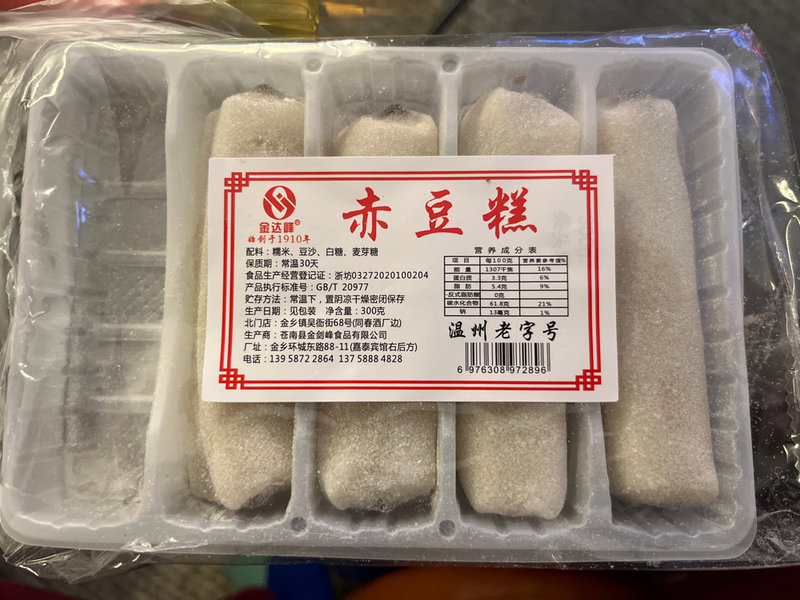 金达峰®
始创于1910年
赤豆糕
配料：糯米、豆沙、白糖、麦芽糖
保质期：常温30天
食品生产经营登记证：浙坊03272020100204
产品执行标准号：GB/T 20977
贮存方法：常温下，置阴凉干燥密闭保存
生产日期：见包装 净含量：300克
北门店：金乡镇吴衙街68号(同春酒厂边)
生产商：苍南县金剑峰食品有限公司
厂址：金乡环城东路88-11(嘉泰宾馆右后方)
电话：139 5872 2864 137 5888 4828
营养成分表
项目 每100克 营养素参考值%
能量 1307千焦 16%
蛋白质 3.3克 6%
脂肪 5.4克 9%
-反式脂肪酸 0克
碳水化合物 61.8克 21%
钠 13毫克 1%
温州老字号
6 976308 972896